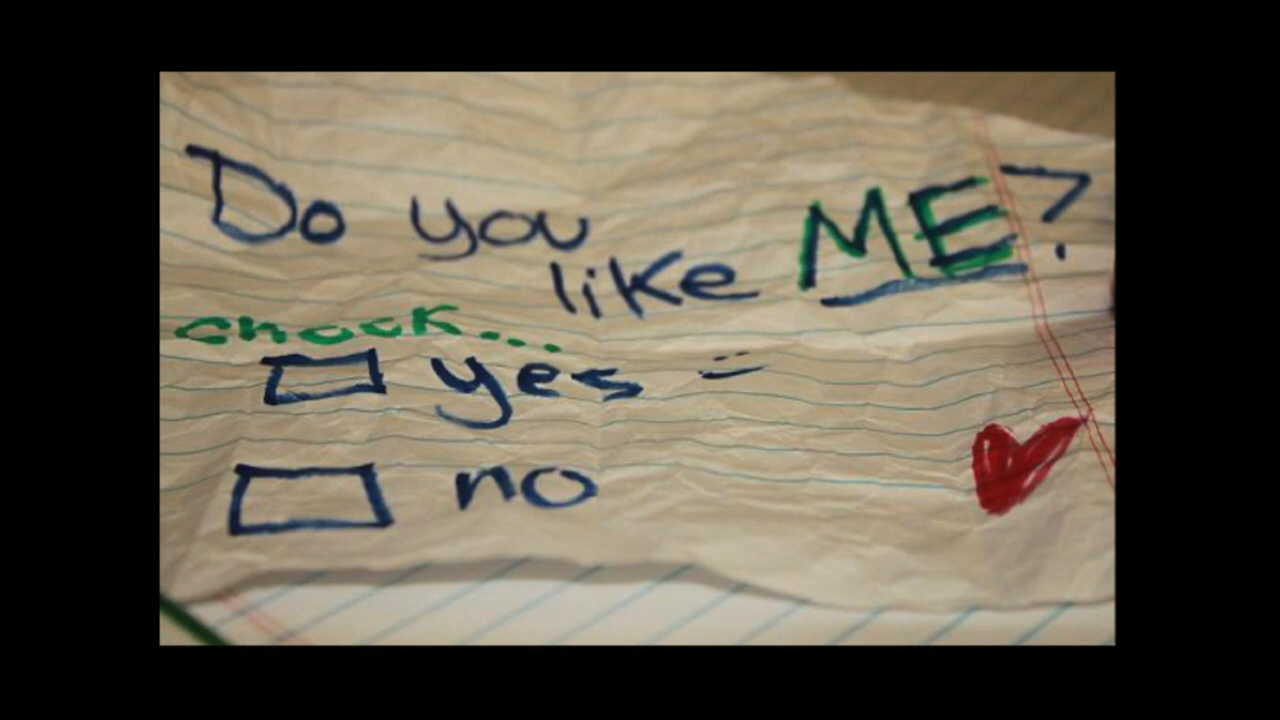 Do you like ME?
check...
yes =
no